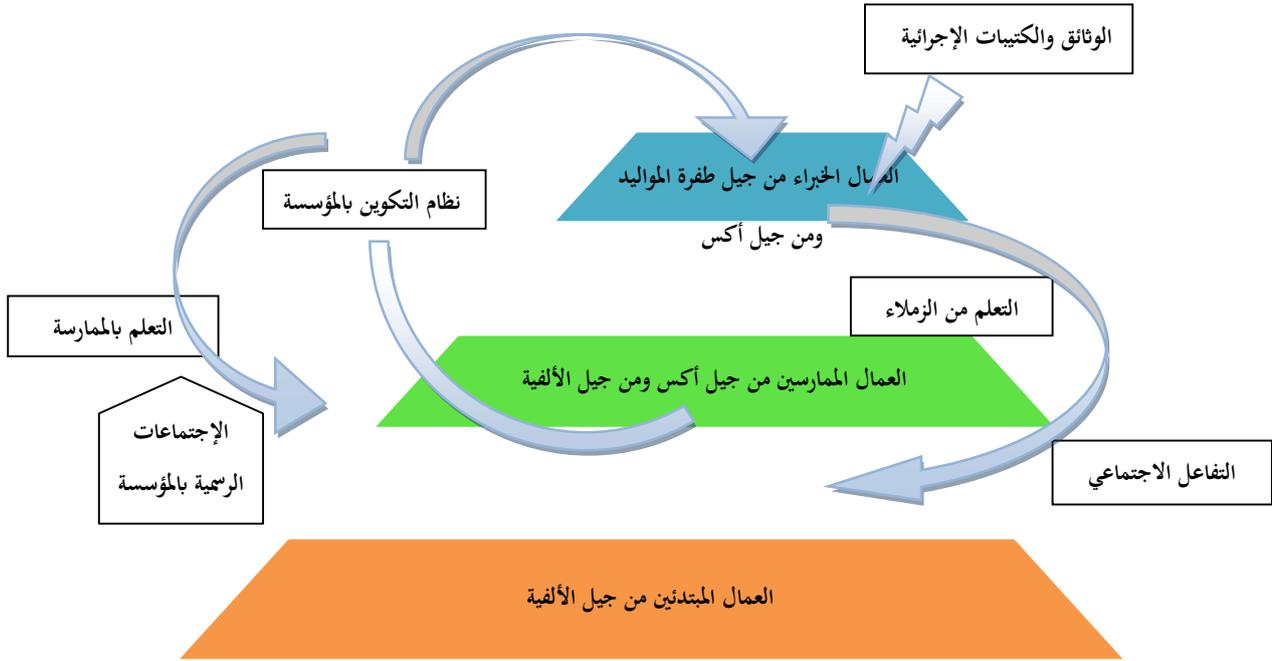 الوثائق والكتيبات الإجرائية
العمال الخبراء من جيل طفرة المواليد
ومن جيل أكس
نظام التكوين بالمؤسسة
التعلم من الزملاء
التعلم بالممارسة
العمال الممارسين من جيل أكس ومن جيل الألفية
الإجتماعات
الرسمية بالمؤسسة
التفاعل الاجتماعي
العمال المبتدئين من جيل الألفية